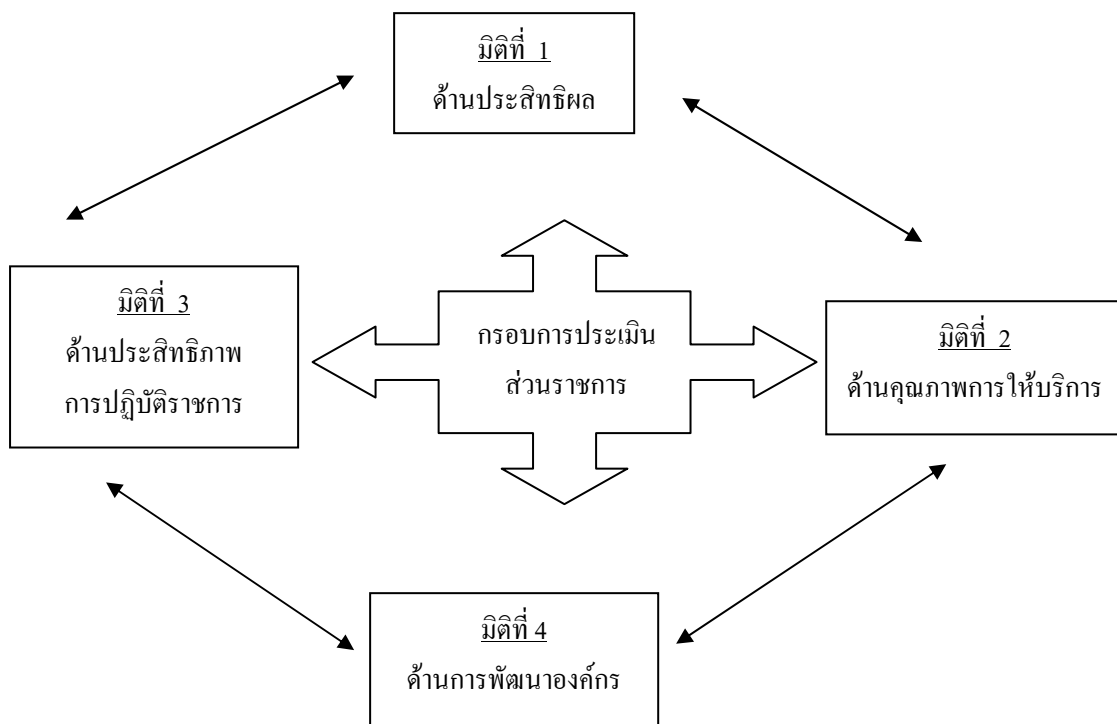 มิติที่ 1
ด้านประสิทธิผล
มิติที่ 3
ด้านประสิทธิภาพ
การปฏิบัติราชการ
กรอบการประเมิน
ส่วนราชการ
มิติที่ 2
ด้านคุณภาพการให้บริการ
มิติที่ 4
ด้านการพัฒนาองค์กร